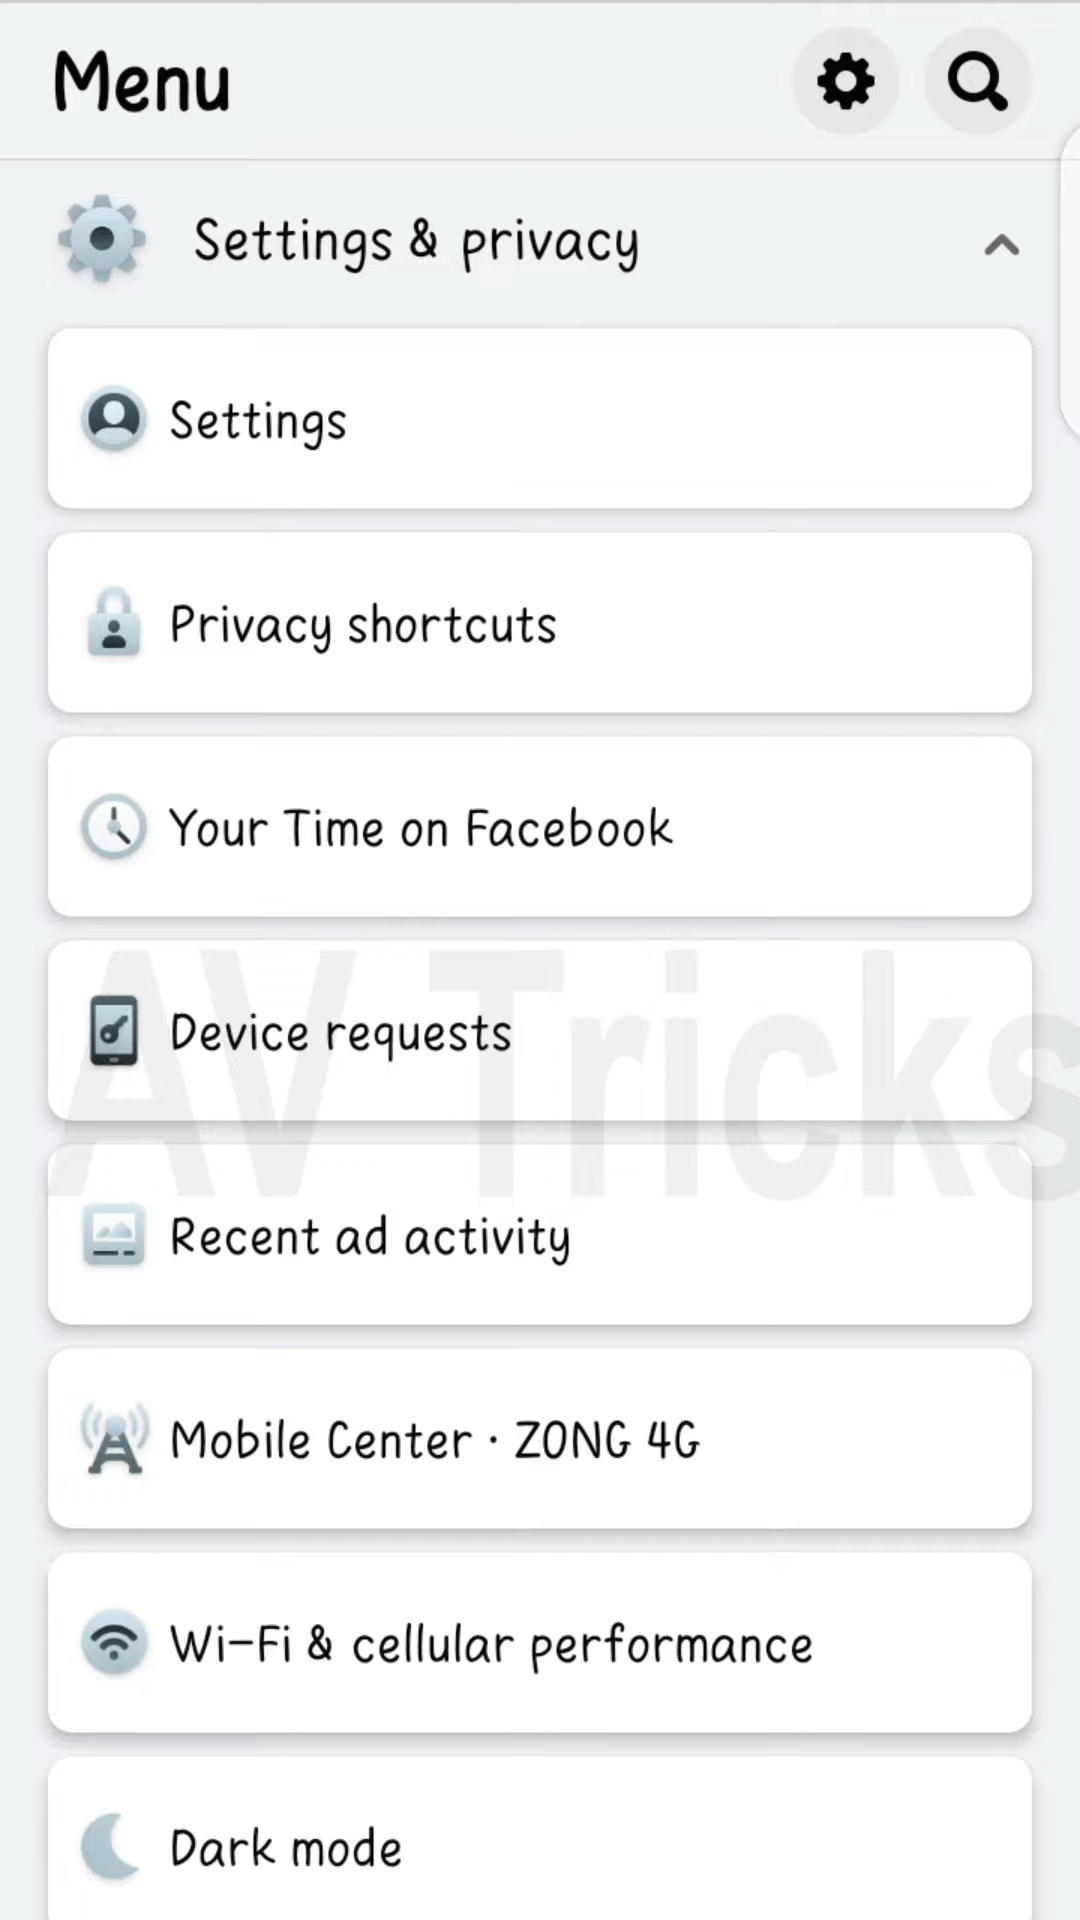 Menu
Settings & privacy
Settings
Privacy shortcuts
Your Time on Facebook
AV Tricks
Device requests
Recent ad activity
Mobile Center · ZONG 4G
Wi-Fi & cellular performance
Dark mode